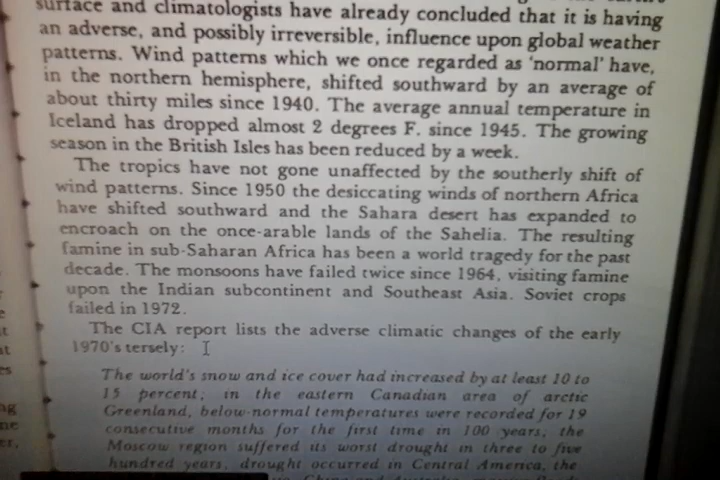 surface and climatologists have already concluded that it is having
an adverse, and possibly irreversible, influence upon global weather
patterns. Wind patterns which we once regarded as 'normal' have,
in the northern hemisphere, shifted southward by an average of
about thirty miles since 1940. The average annual temperature in
Iceland has dropped almost 2 degrees F. since 1945. The growing
season in the British Isles has been reduced by a week.
The tropics have not gone unaffected by the southerly shift of
wind patterns. Since 1950 the desiccating winds of northern Africa
have shifted southward and the Sahara desert has expanded to
encroach on the once-arable lands of the Sahelia. The resulting
famine in sub-Saharan Africa has been a world tragedy for the past
decade. The monsoons have failed twice since 1964, visiting famine
upon the Indian subcontinent and Southeast Asia. Soviet crops
failed in 1972.
The CIA report lists the adverse climatic changes of the early
1970's tersely:
The world's snow and ice cover had increased by at least 10 to
15 percent; in the eastern Canadian area of arctic
Greenland, below-normal temperatures were recorded for 19
consecutive months for the first time in 100 years; the
Moscow region suffered its worst drought in three to five
hundred years, drought occurred in Central America, the